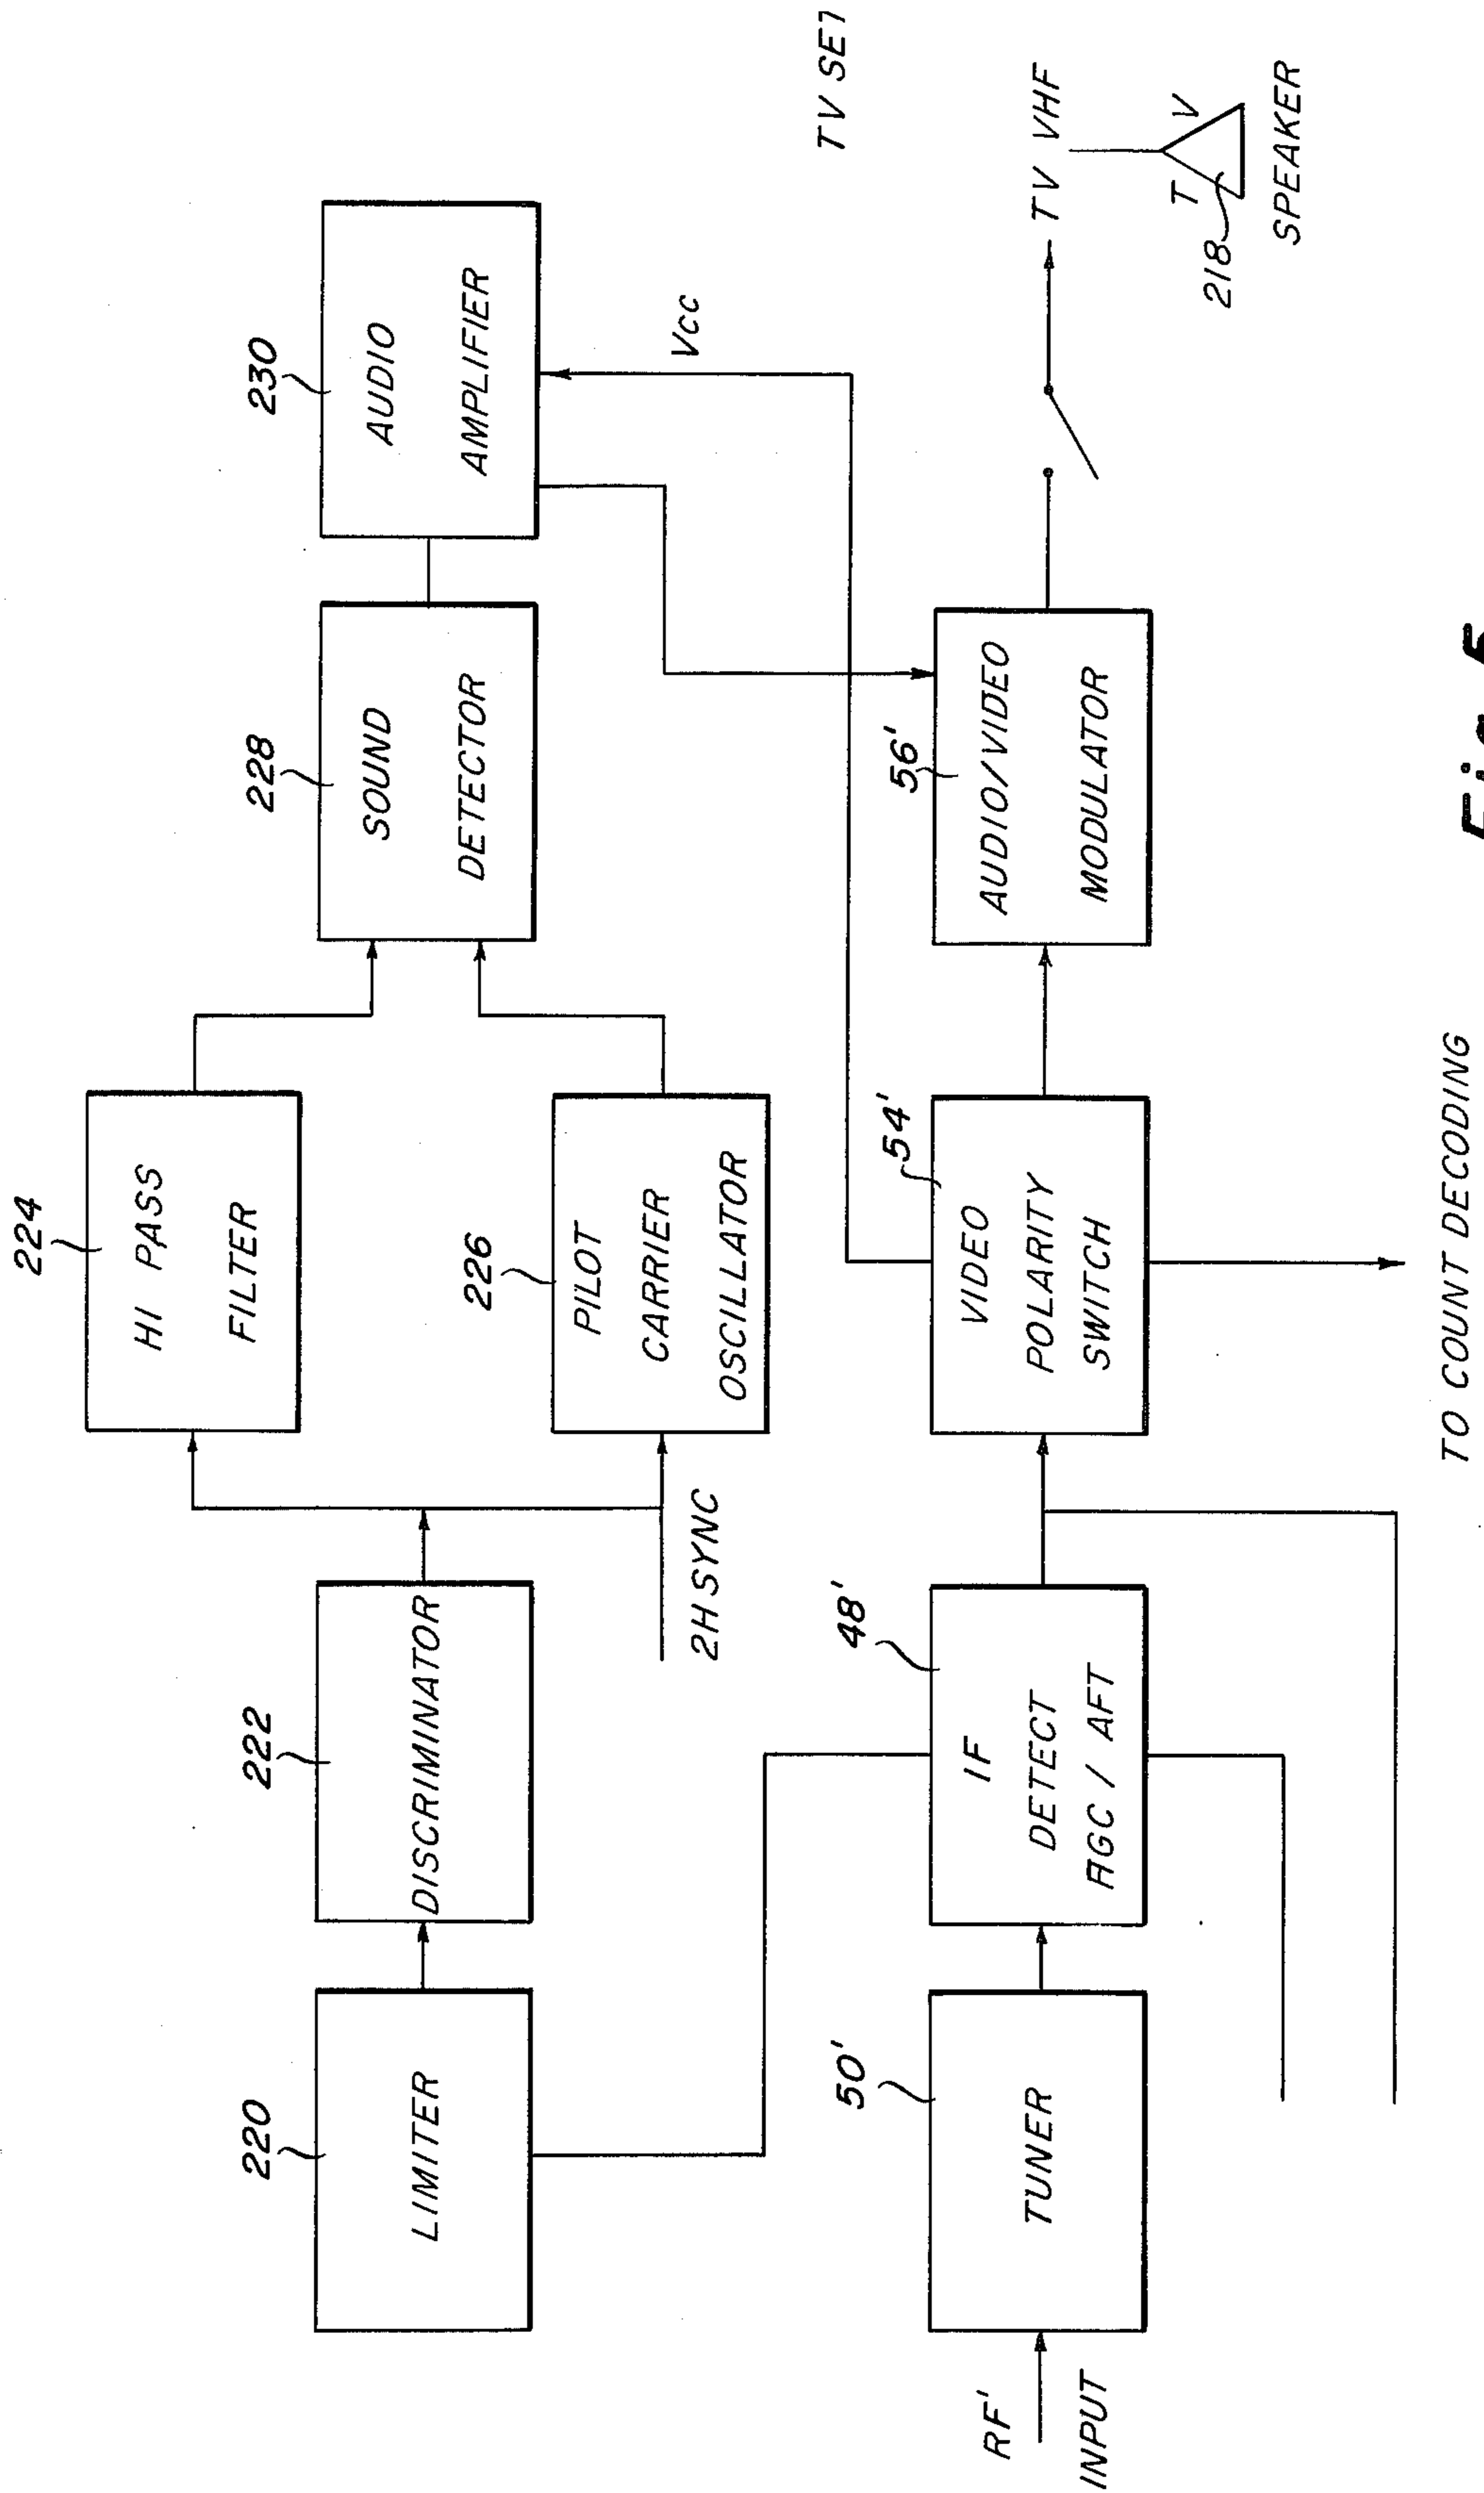 224
HI PASS
FILTER
220
LIMITER
222
DISCRIMINATOR
228
SOUND
DETECTOR
230
AUDIO
AMPLIFIER
226
PILOT
CARRIER
OSCILLATOR
2HSYNC
Vcc
TV SET
50'
TUNER
48'
IF
DETECT
AGC / AFT
54'
VIDEO
POLARITY
SWITCH
56'
AUDIO/VIDEO
MODULATOR
TV VHF
RF'
INPUT
T V
218
SPEAKER
TO COUNT DECODING